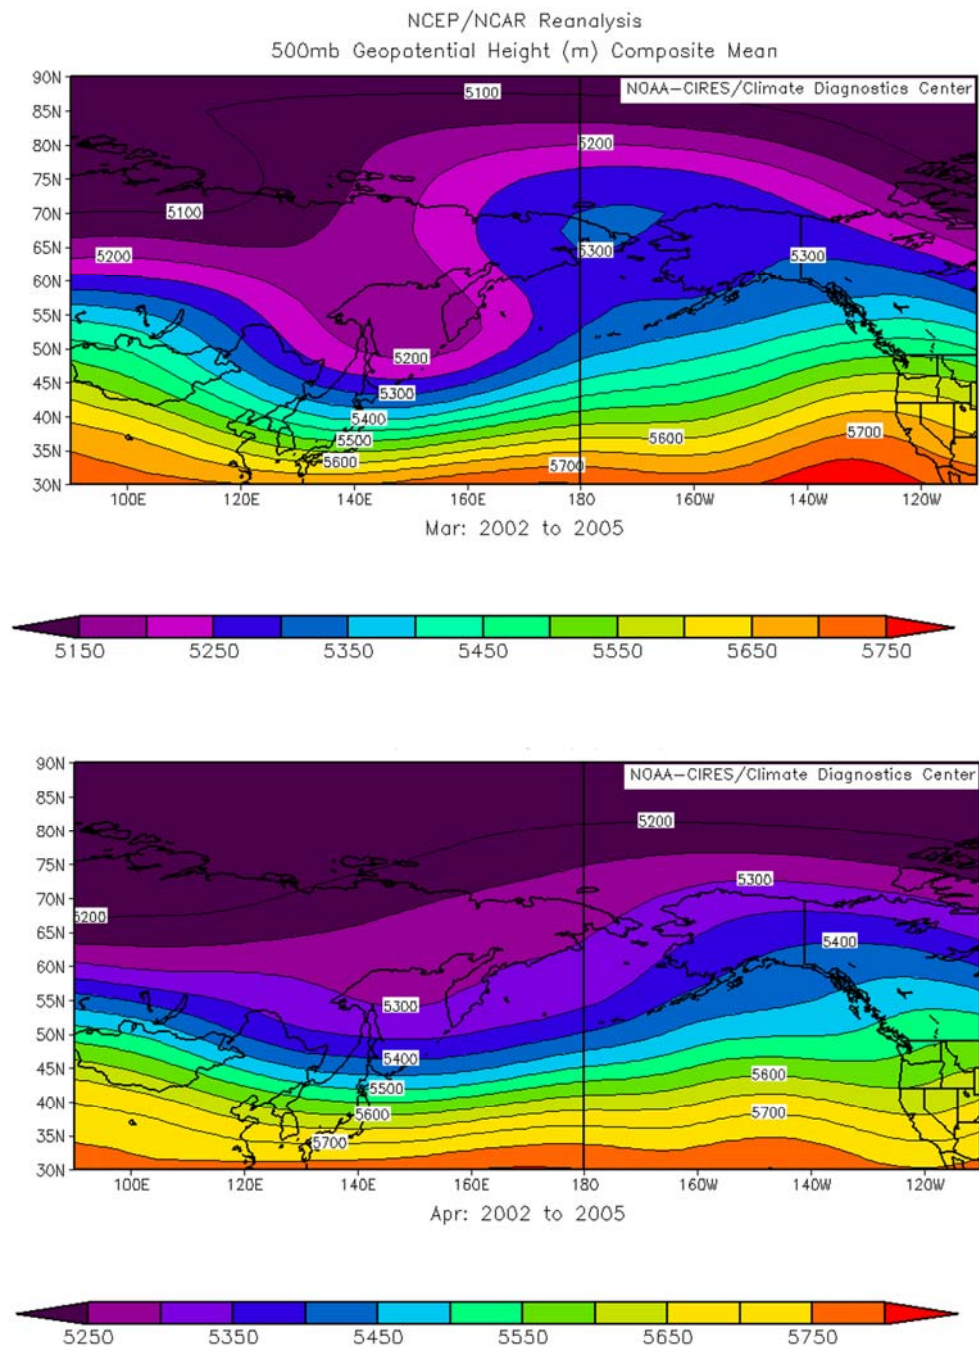 NCEP/NCAR Reanalysis
500mb Geopotential Height (m) Composite Mean
NOAA-CIRES/Climate Diagnostics Center
90N
85N
80N
75N
70N
65N
60N
55N
50N
45N
40N
35N
30N
5100
5200
5100
5200
5300
5300
5200
5300
5400
5500
5600
5700
5600
5700
100E
120E
140E
160E
180
160W
140W
120W
Mar: 2002 to 2005
5150
5250
5350
5450
5550
5650
5750
NOAA-CIRES/Climate Diagnostics Center
90N
85N
80N
75N
70N
65N
60N
55N
50N
45N
40N
35N
30N
5200
5300
5200
5400
5300
5400
5500
5600
5700
5600
5700
100E
120E
140E
160E
180
160W
140W
120W
Apr: 2002 to 2005
5250
5350
5450
5550
5650
5750